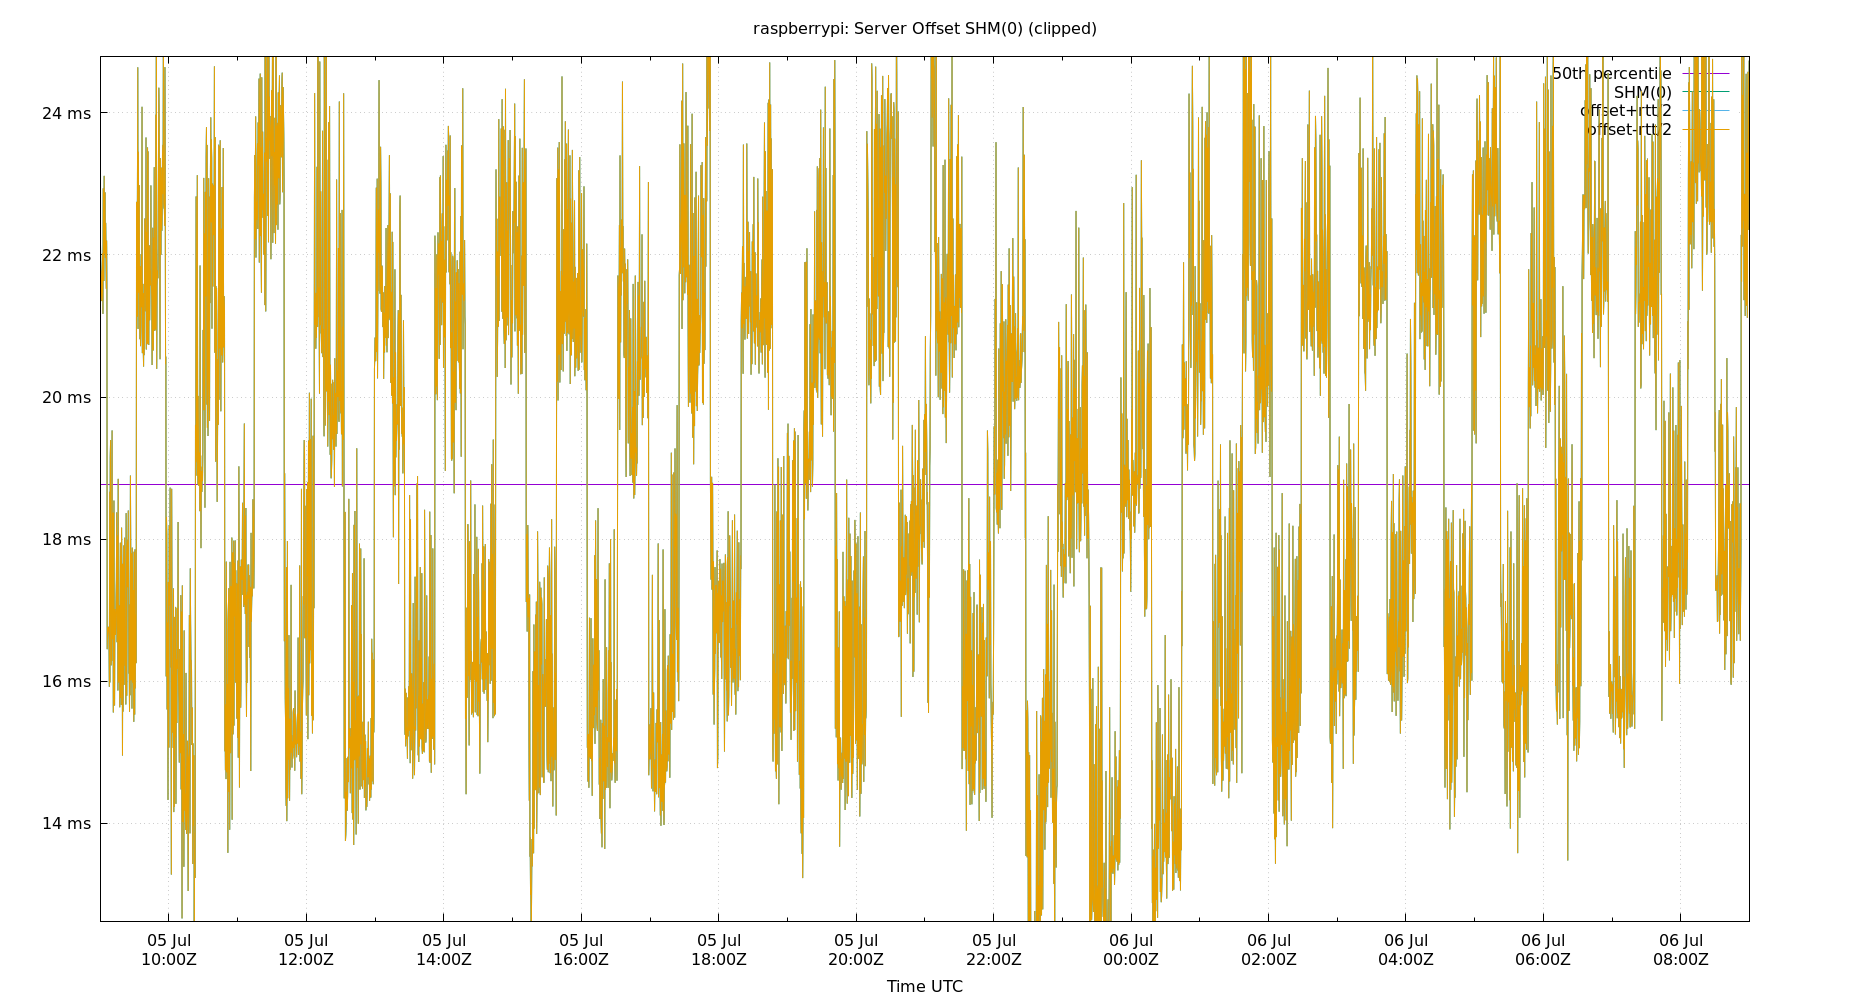 raspberrypi: Server Offset SHM(0) (clipped)
50th percentile
SHM(0)
offset+rtt/2
offset-rtt/2
24 ms
22 ms
20 ms
18 ms
16 ms
14 ms
05 Jul 05 Jul 05 Jul 05 Jul 05 Jul 05 Jul 05 Jul 06 Jul 06 Jul 06 Jul 06 Jul 06 Jul
10:00Z 12:00Z 14:00Z 16:00Z 18:00Z 20:00Z 22:00Z 00:00Z 02:00Z 04:00Z 06:00Z 08:00Z
Time UTC